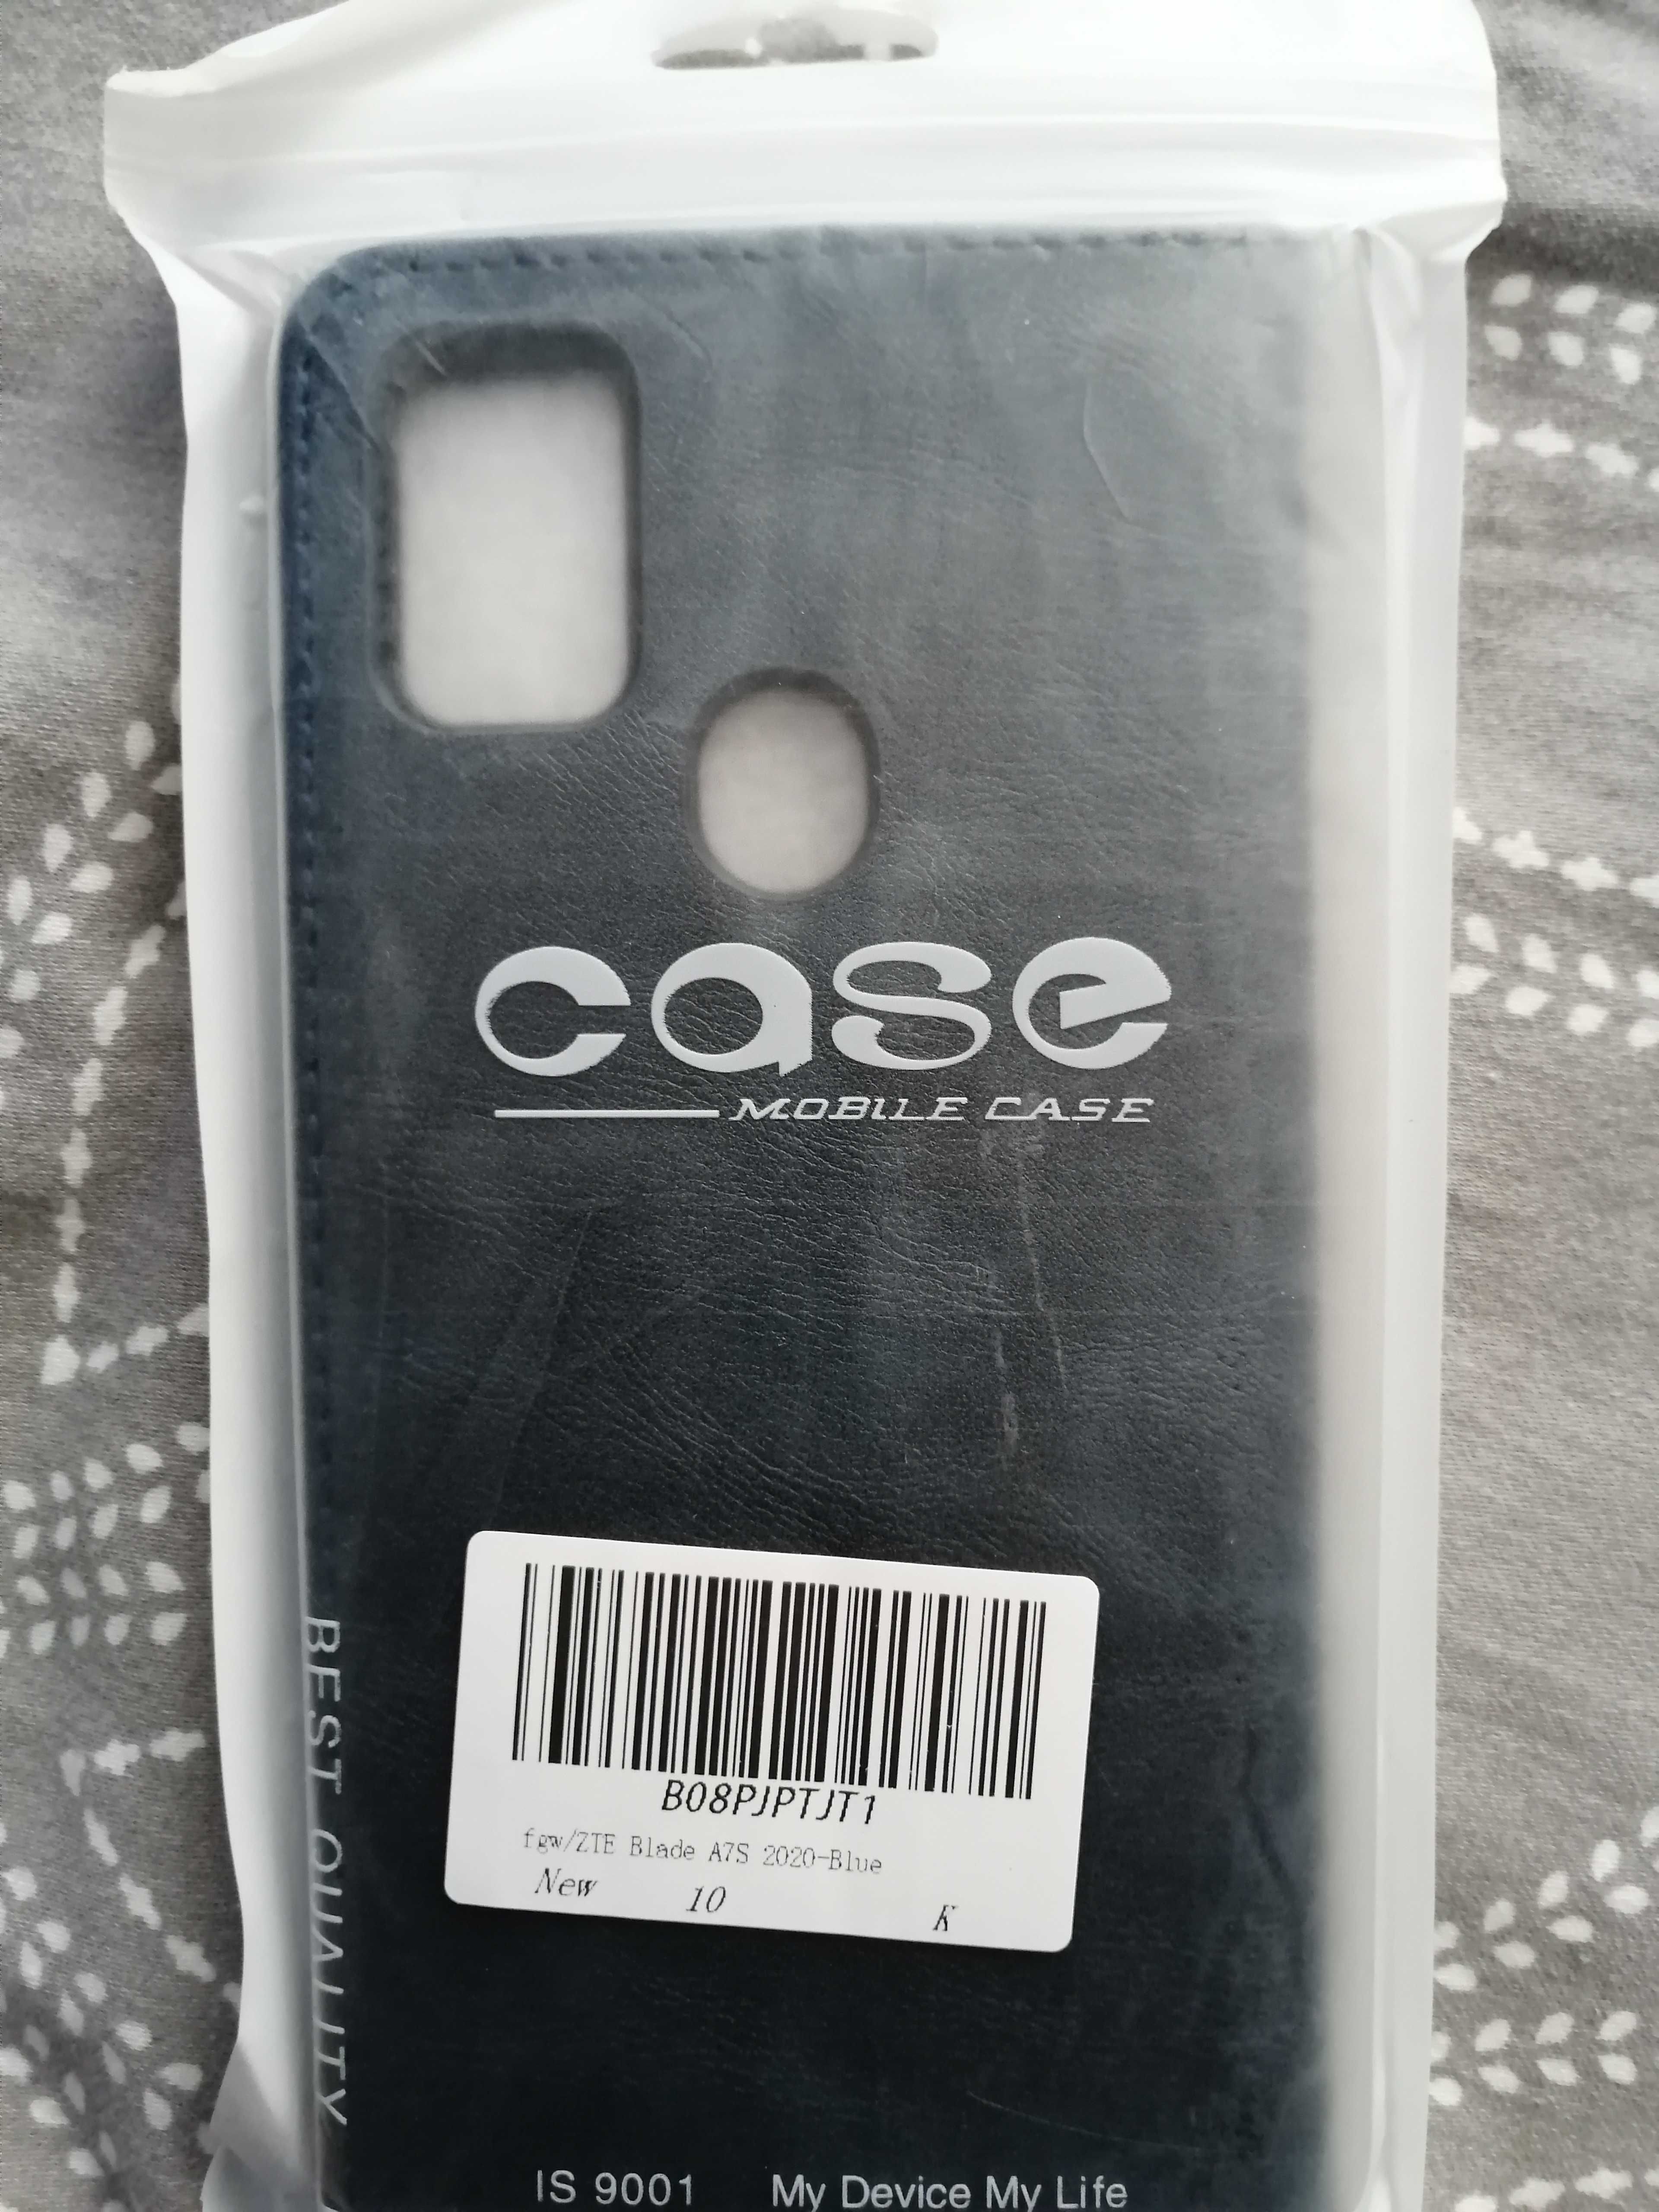 case
MOBILE CASE
B08PJPTJT1
fgw/ZTE Blade A7S 2020-Blue
New 10 K
BEST QUALITY
IS 9001 My Device My Life